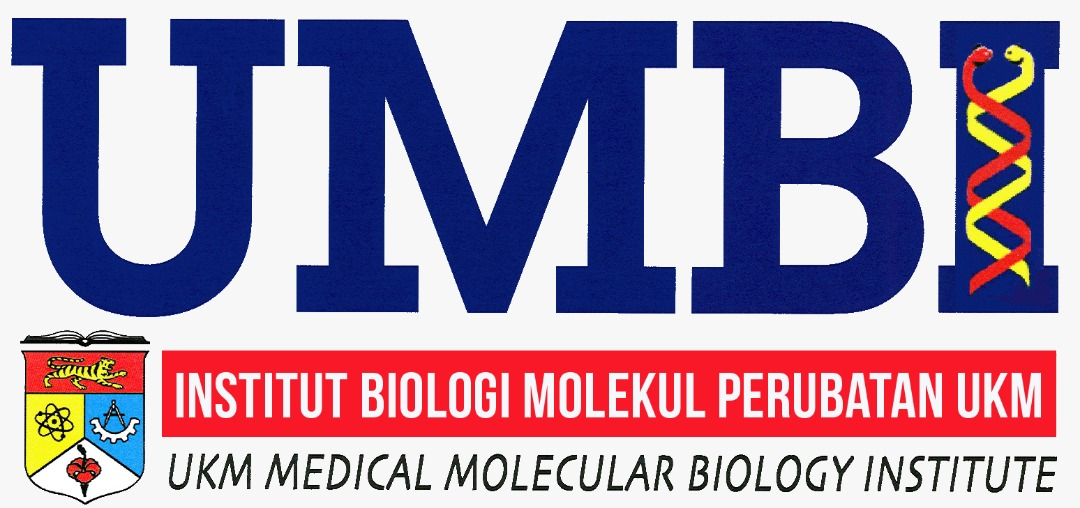 UMBI
INSTITUT BIOLOGI MOLEKUL PERUBATAN UKM
UKM MEDICAL MOLECULAR BIOLOGY INSTITUTE